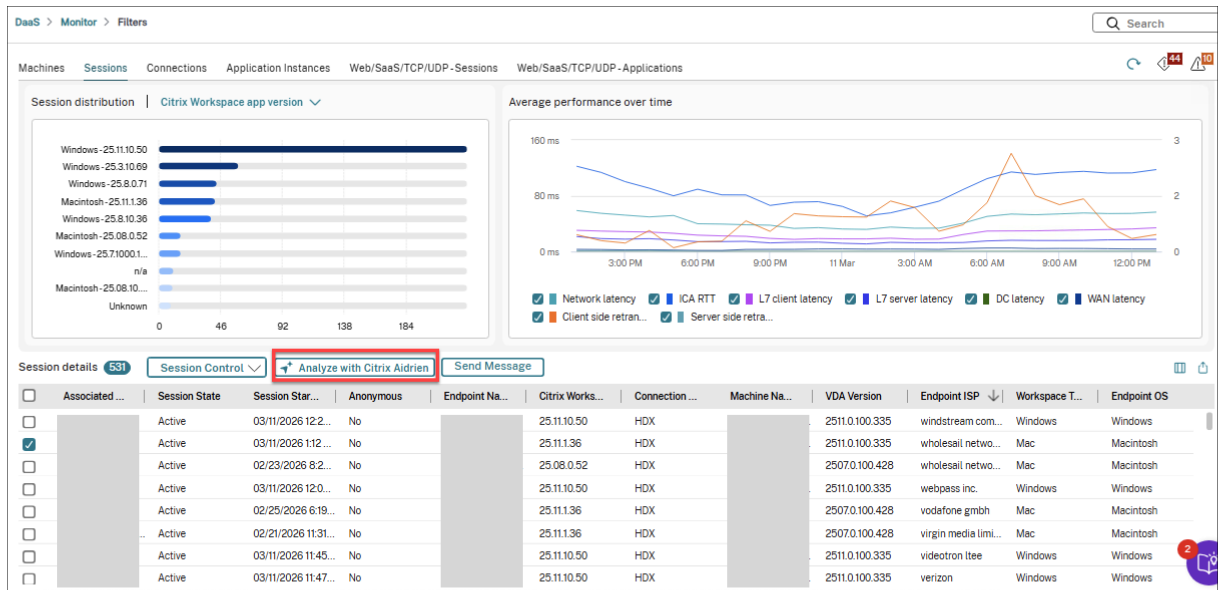 DaaS > Monitor > Filters
Search
Machines Sessions Connections Application Instances Web/SaaS/TCP/UDP-Sessions Web/SaaS/TCP/UDP-Applications
44 10
Session distribution | Citrix Workspace app version
Windows-25.11.10.50
Windows-25.3.10.69
Windows-25.8.0.71
Macintosh-25.11.1.36
Windows-25.8.10.36
Macintosh-25.08.0.52
Windows-25.7.1000.1...
n/a
Macintosh-25.08.10....
Unknown
0 46 92 138 184
Average performance over time
160 ms 3
80 ms 2
0 ms 0
3:00 PM 6:00 PM 9:00 PM 11 Mar 3:00 AM 6:00 AM 9:00 AM 12:00 PM
Network latency ICA RTT L7 client latency L7 server latency DC latency WAN latency
Client side retran... Server side retra...
Session details 531 Session Control Analyze with Citrix Aidrien Send Message
Associated ... Session State Session Star... Anonymous Endpoint Na... Citrix Works... Connection ... Machine Na... VDA Version Endpoint ISP Workspace T... Endpoint OS
Active 03/11/2026 12:2... No 25.11.10.50 HDX 2511.0.100.335 windstream com... Windows Windows
Active 03/11/2026 1:12 ... No 25.11.1.36 HDX 2511.0.100.335 wholesail netwo... Mac Macintosh
Active 02/23/2026 8:2... No 25.08.0.52 HDX 2507.0.100.428 wholesail netwo... Mac Macintosh
Active 03/11/2026 12:0... No 25.11.10.50 HDX 2511.0.100.335 webpass inc. Windows Windows
Active 02/25/2026 6:19... No 25.11.1.36 HDX 2507.0.100.428 vodafone gmbh Mac Macintosh
Active 02/21/2026 11:31... No 25.11.1.36 HDX 2507.0.100.428 virgin media limi... Mac Macintosh
Active 03/11/2026 11:45... No 25.11.10.50 HDX 2511.0.100.335 videotron ltee Windows Windows
Active 03/11/2026 11:47... No 25.11.10.50 HDX 2511.0.100.335 verizon Windows Windows
2